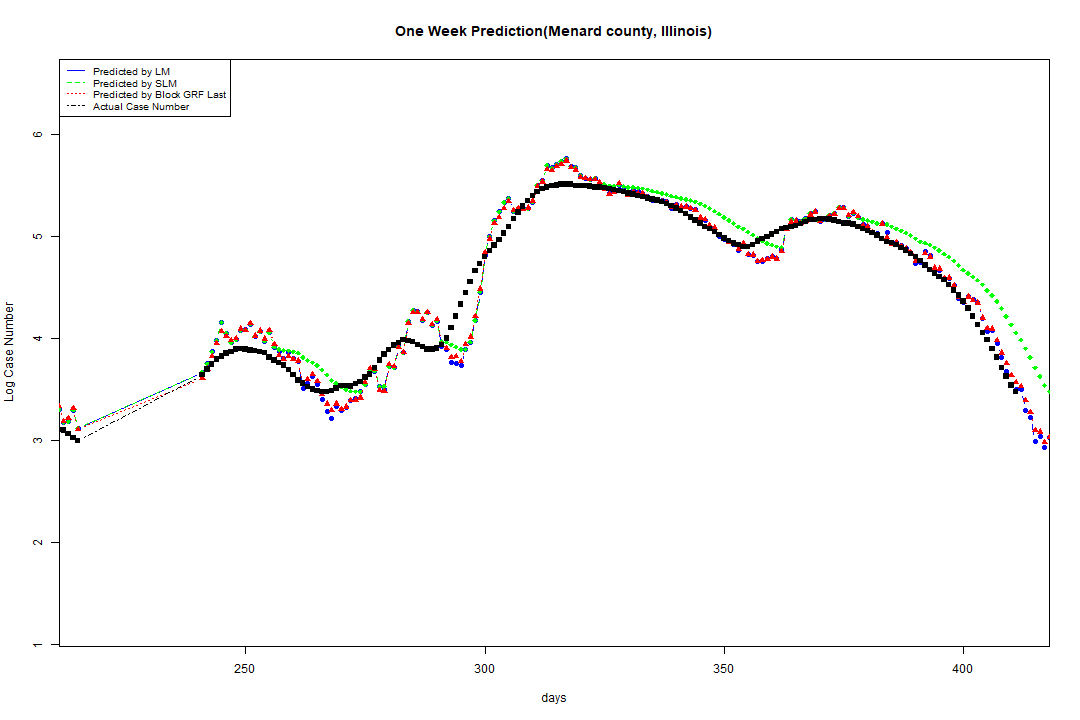 One Week Prediction(Menard county, Illinois)
Predicted by LM
Predicted by SLM
Predicted by Block GRF Last
Actual Case Number
6
5
4
3
2
1
Log Case Number
250 300 350 400
days